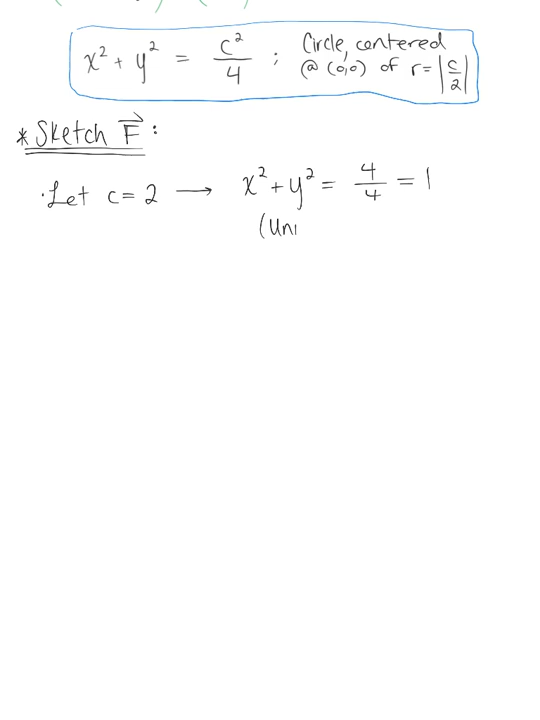 x² + y² = c²/4 ; Circle, centered @ (0,0) of r = |c/2|
* Sketch F⃗ :
· Let c = 2 → x² + y² = 4/4 = 1
(Uni